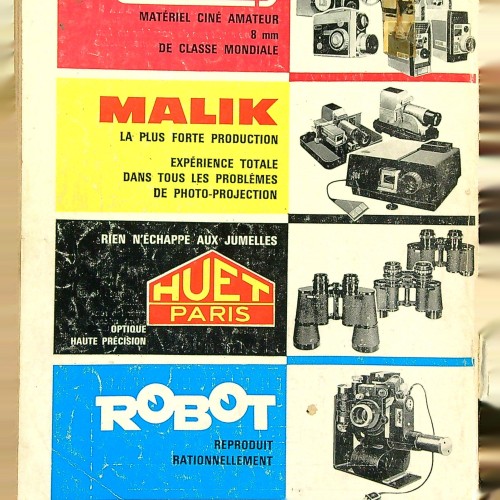 MATÉRIEL CINÉ AMATEUR
8 mm
DE CLASSE MONDIALE
MALIK
LA PLUS FORTE PRODUCTION
EXPÉRIENCE TOTALE
DANS TOUS LES PROBLÈMES
DE PHOTO-PROJECTION
RIEN N'ÉCHAPPE AUX JUMELLES
HUET
PARIS
OPTIQUE
HAUTE PRÉCISION
ROBOT
REPRODUIT
RATIONNELLEMENT